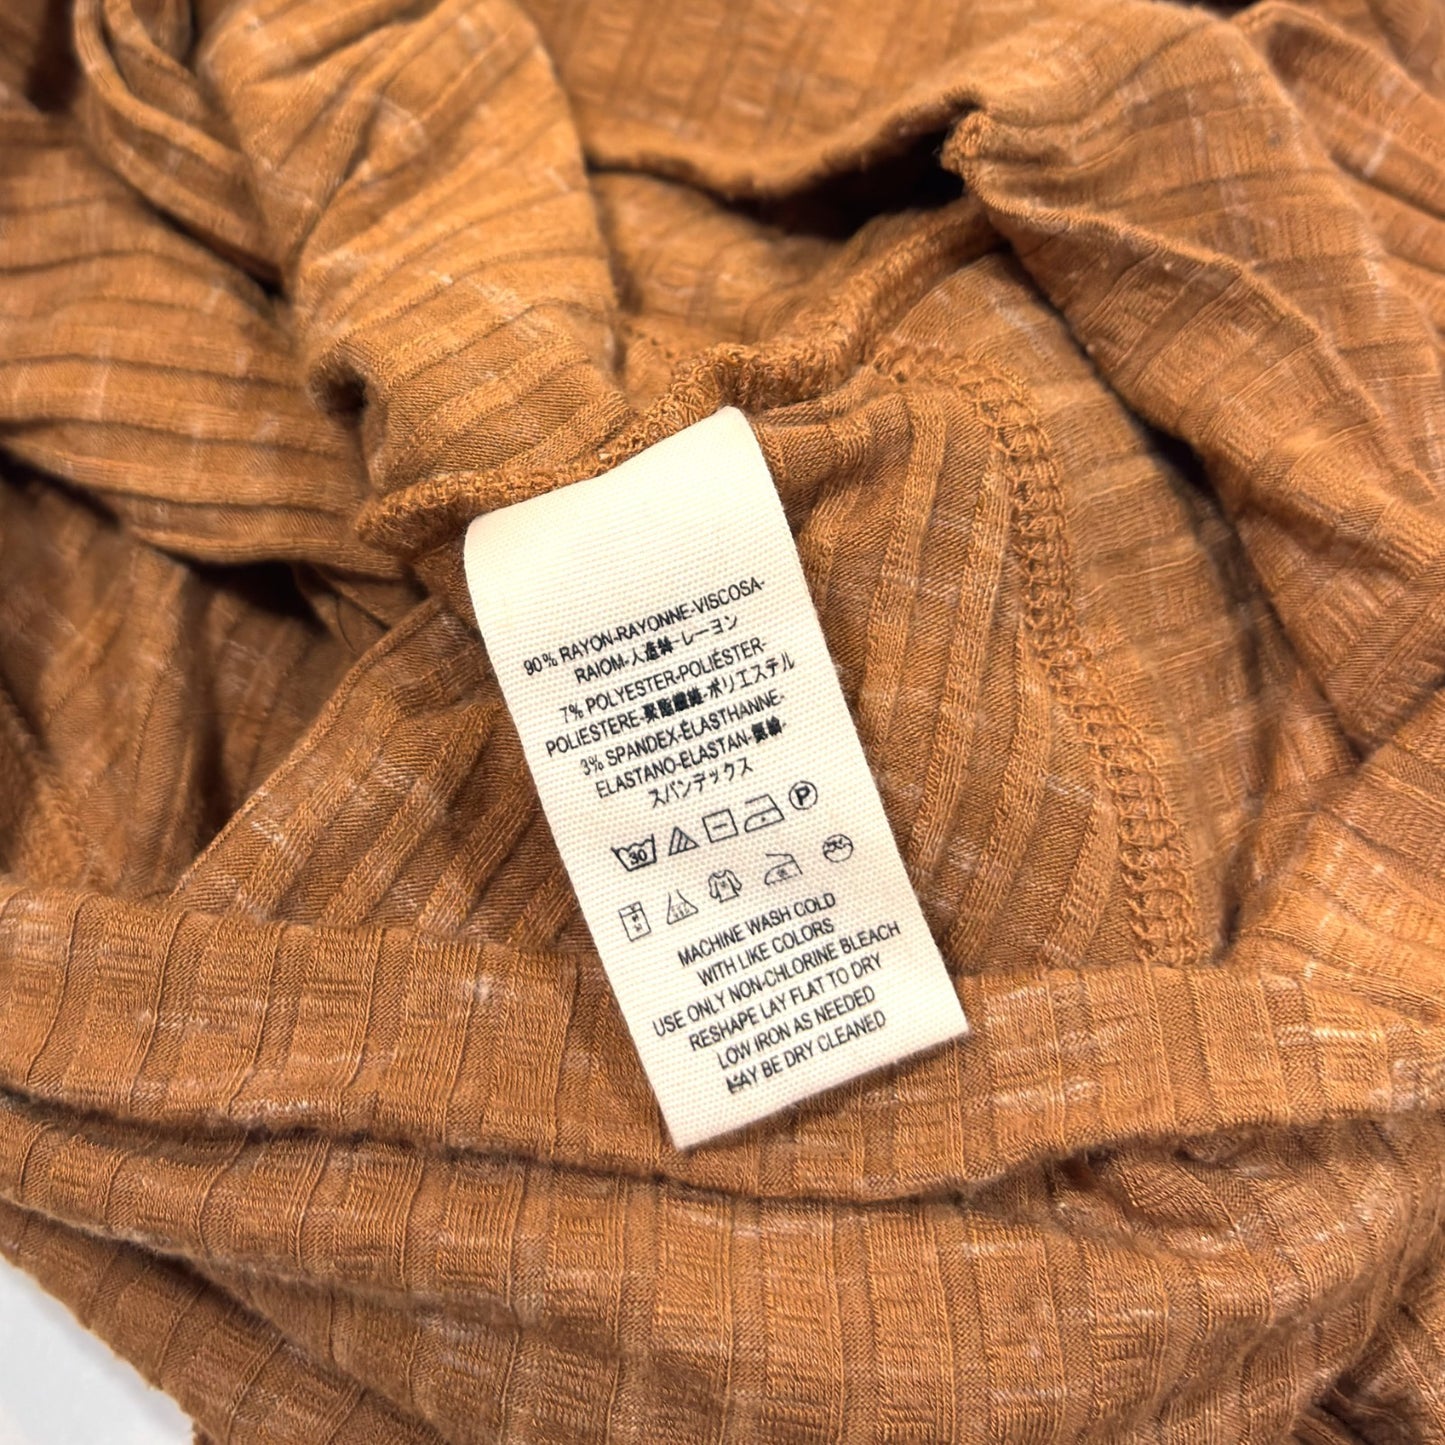 90% RAYON-RAYONNE-VISCOSA-
RAIOM-人造絲-レーヨン
7% POLYESTER-POLIÉSTER-
POLIESTERE-聚脂纖維-ポリエステル
3% SPANDEX-ÉLASTHANNE-
ELASTANO-ELASTAN-
スパンデックス
30 P
MACHINE WASH COLD
WITH LIKE COLORS
USE ONLY NON-CHLORINE BLEACH
RESHAPE LAY FLAT TO DRY
LOW IRON AS NEEDED
MAY BE DRY CLEANED